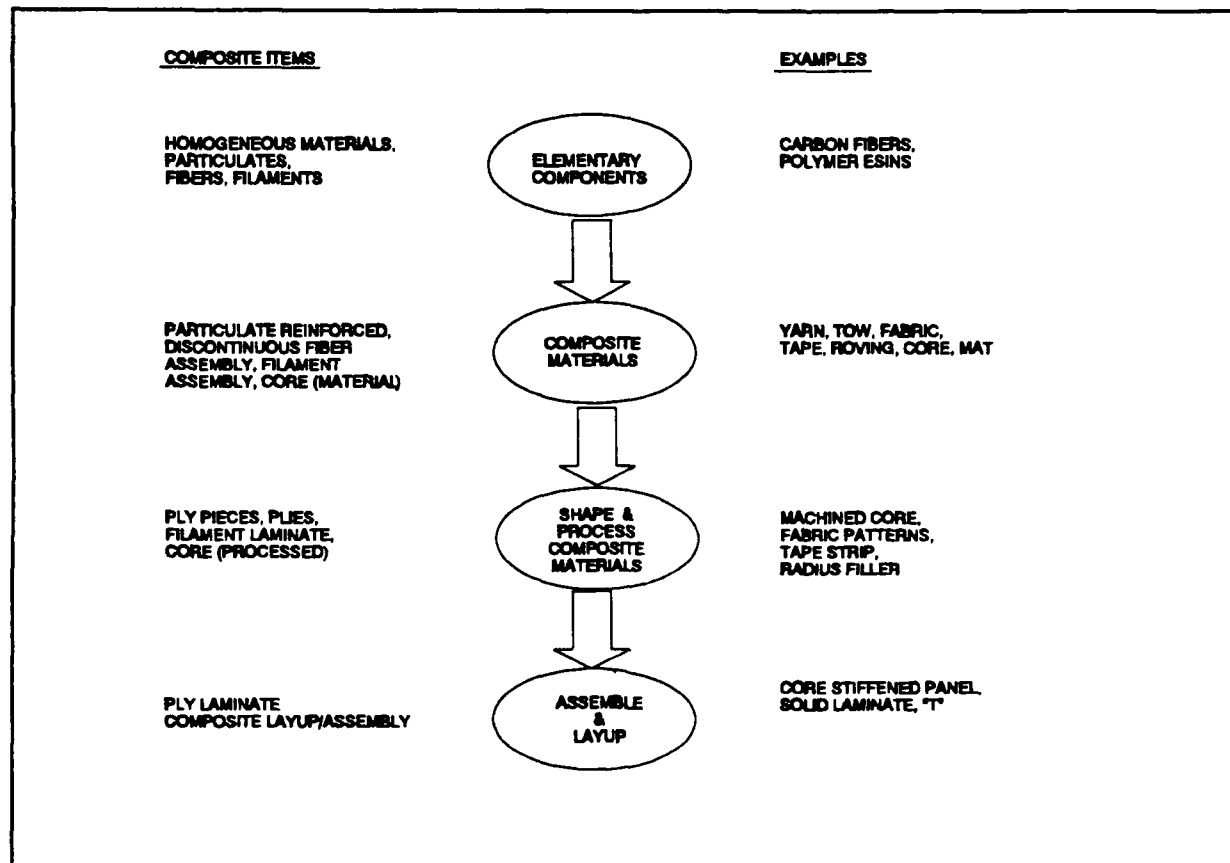 COMPOSITE ITEMS
EXAMPLES
HOMOGENEOUS MATERIALS,
PARTICULATES,
FIBERS, FILAMENTS
ELEMENTARY
COMPONENTS
CARBON FIBERS,
POLYMER ESINS
PARTICULATE REINFORCED,
DISCONTINUOUS FIBER
ASSEMBLY, FILAMENT
ASSEMBLY, CORE (MATERIAL)
COMPOSITE
MATERIALS
YARN, TOW, FABRIC,
TAPE, ROVING, CORE, MAT
PLY PIECES, PLIES,
FILAMENT LAMINATE,
CORE (PROCESSED)
SHAPE &
PROCESS
COMPOSITE
MATERIALS
MACHINED CORE,
FABRIC PATTERNS,
TAPE STRIP,
RADIUS FILLER
PLY LAMINATE
COMPOSITE LAYUP/ASSEMBLY
ASSEMBLE
&
LAYUP
CORE STIFFENED PANEL,
SOLID LAMINATE, "T"